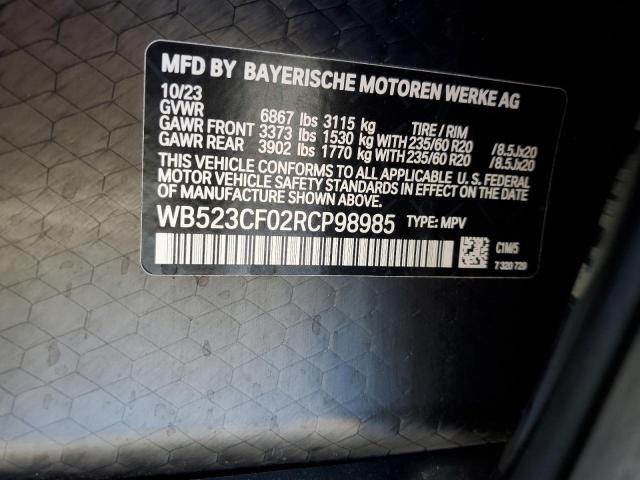 MFD BY BAYERISCHE MOTOREN WERKE AG
10/23
GVWR 6867 lbs 3115 kg TIRE / RIM
GAWR FRONT 3373 lbs 1530 kg WITH 235/60 R20 /8.5Jx20
GAWR REAR 3902 lbs 1770 kg WITH 235/60 R20 /8.5Jx20
THIS VEHICLE CONFORMS TO ALL APPLICABLE U. S. FEDERAL
MOTOR VEHICLE SAFETY STANDARDS IN EFFECT ON THE DATE
OF MANUFACTURE SHOWN ABOVE.
WB523CF02RCP98985 TYPE: MPV
C1M/5
7 320 729